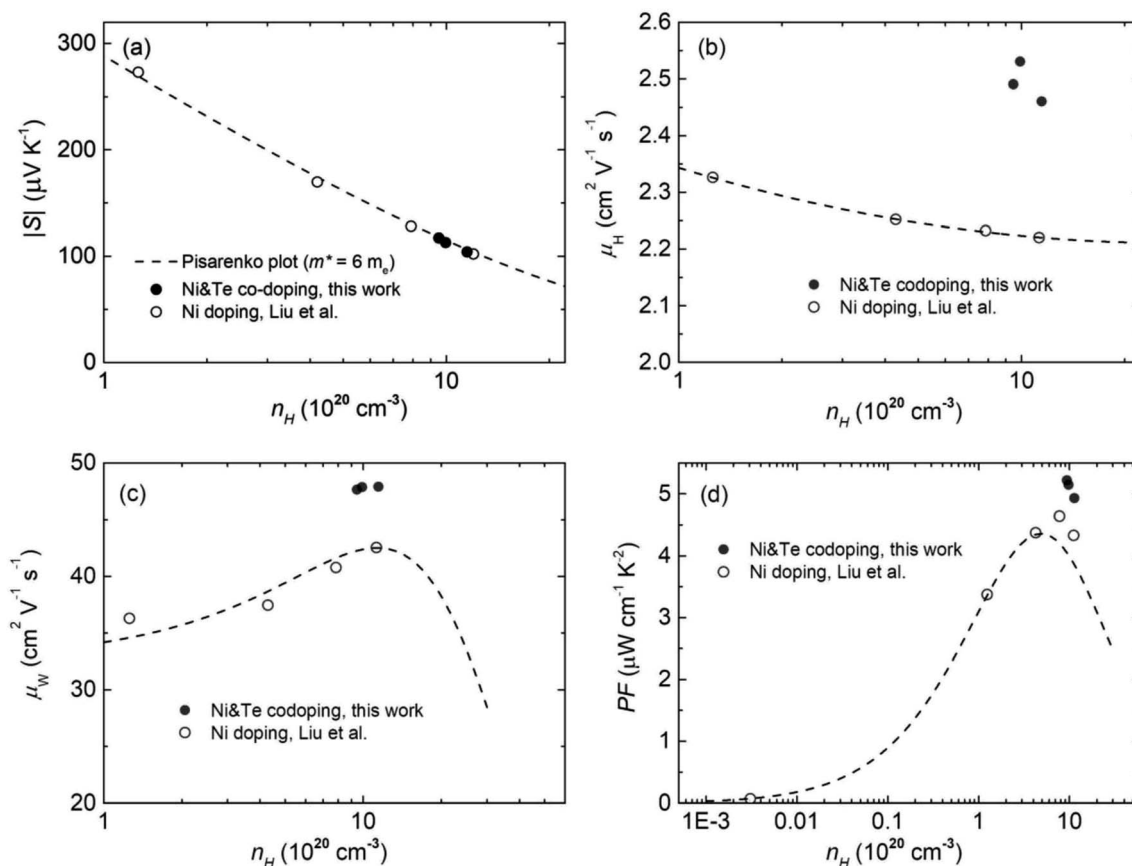 (a)
300
200
100
0
|S| (μV K⁻¹)
Pisarenko plot (m* = 6 mₑ)
Ni&Te co-doping, this work
Ni doping, Liu et al.
1
10
n_H (10²⁰ cm⁻³)
(b)
2.6
2.5
2.4
2.3
2.2
2.1
2.0
μ_H (cm² V⁻¹ s⁻¹)
Ni&Te codoping, this work
Ni doping, Liu et al.
1
10
n_H (10²⁰ cm⁻³)
(c)
50
40
30
20
μ_W (cm² V⁻¹ s⁻¹)
Ni&Te codoping, this work
Ni doping, Liu et al.
1
10
n_H (10²⁰ cm⁻³)
(d)
5
4
3
2
1
0
PF (μW cm⁻¹ K⁻²)
Ni&Te codoping, this work
Ni doping, Liu et al.
1E-3
0.01
0.1
1
10
n_H (10²⁰ cm⁻³)